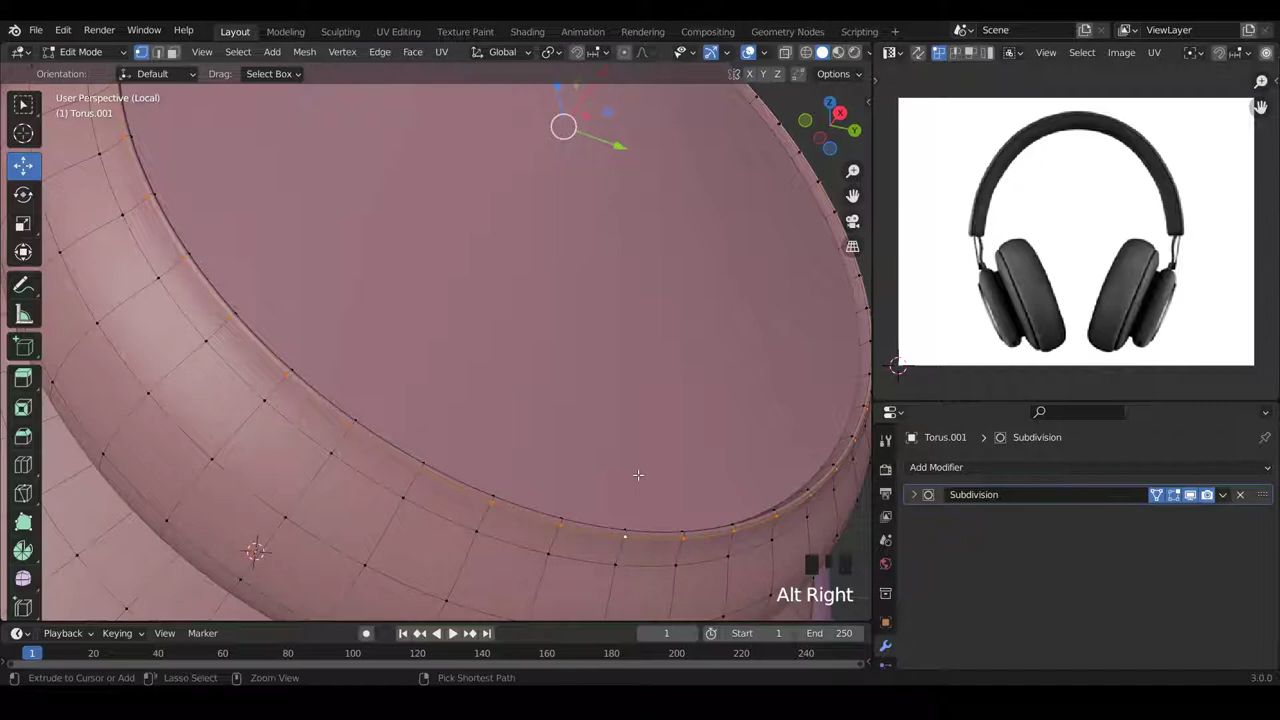 File Edit Render Window Help Layout Modeling Sculpting UV Editing Texture Paint Shading Animation Rendering Compositing Geometry Nodes Scripting Scene ViewLayer
Edit Mode View Select Add Mesh Vertex Edge Face UV Global View Select Image UV
Orientation: Default Drag: Select Box X Y Z Options
User Perspective (Local)
(1) Torus.001
Z
X
Y
Torus.001 Subdivision
Add Modifier
Subdivision
Alt Right
Playback Keying View Marker 1 Start 1 End 250
1 20 40 60 80 100 120 140 160 180 200 220 240
Extrude to Cursor or Add Lasso Select Zoom View Pick Shortest Path 3.0.0